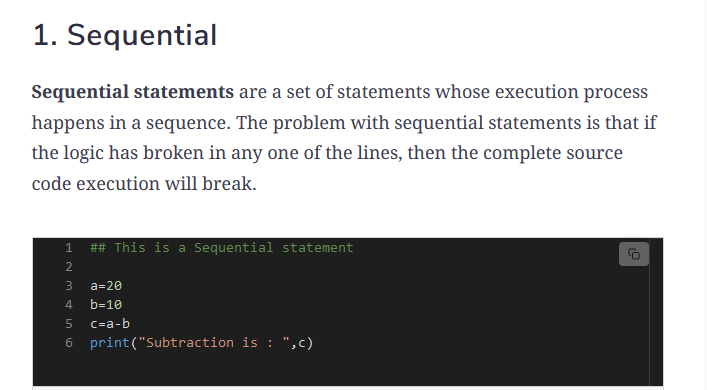 1. Sequential
Sequential statements are a set of statements whose execution process
happens in a sequence. The problem with sequential statements is that if
the logic has broken in any one of the lines, then the complete source
code execution will break.
1 ## This is a Sequential statement
2
3 a=20
4 b=10
5 c=a-b
6 print("Subtraction is : ",c)